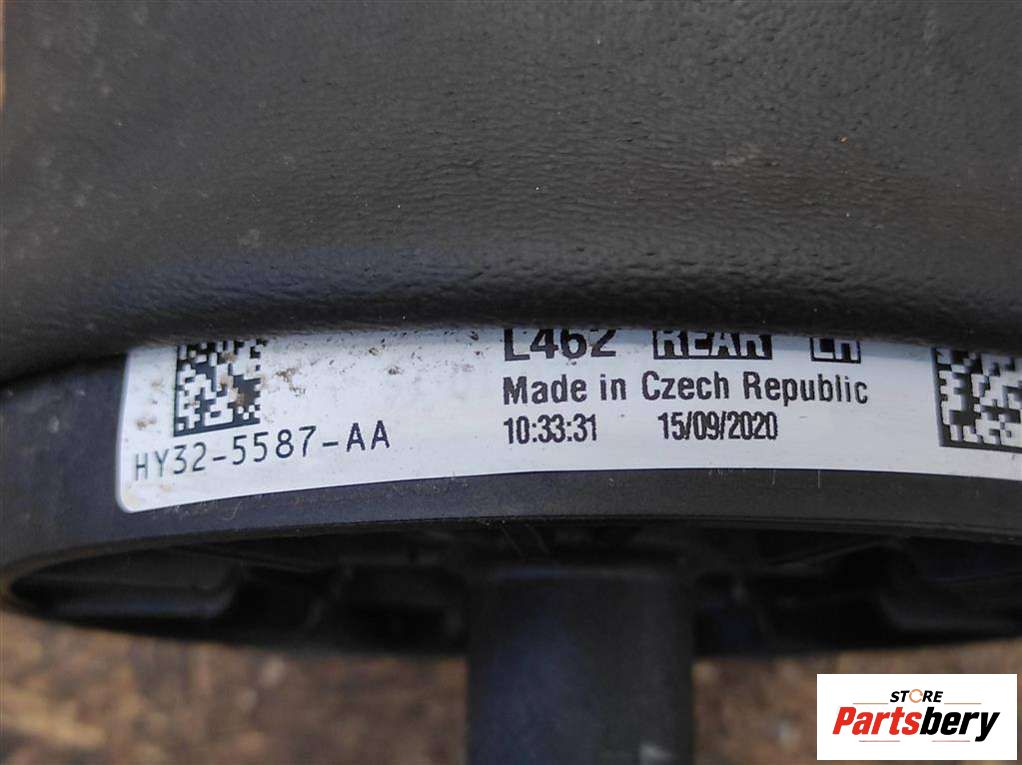 L462 REAR LH
Made in Czech Republic
10:33:31 15/09/2020
HY32-5587-AA
STORE
Partsbery